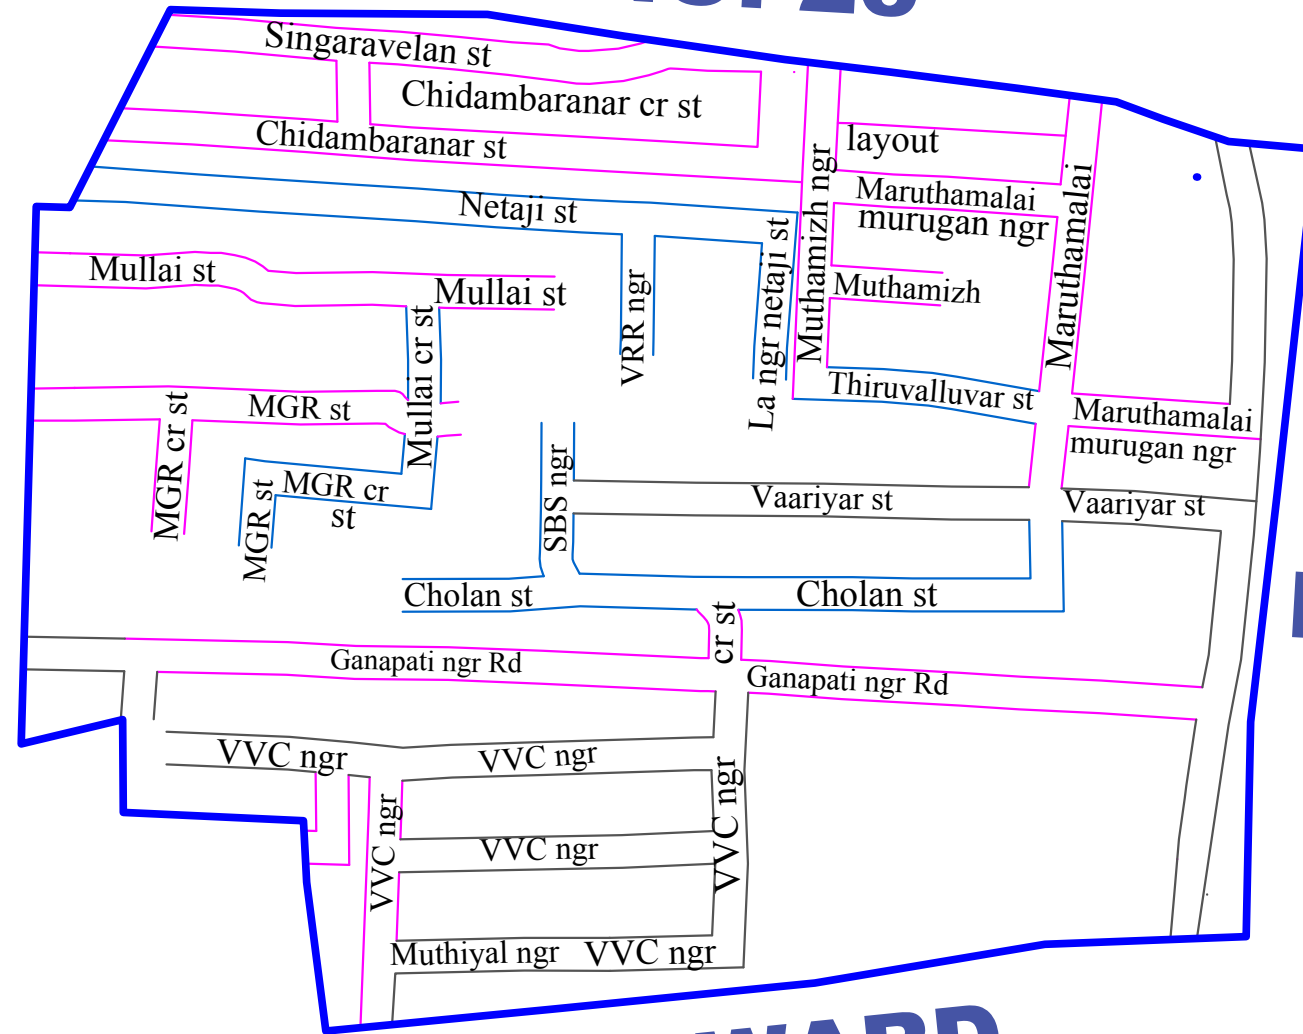 Singaravelan st
Chidambaranar cr st
Chidambaranar st
layout
Maruthamalai
murugan ngr
Netaji st
Muthamizh ngr
Maruthamalai
La ngr netaji st
Mullai st
Mullai st
VRR ngr
Muthamizh
Mullai cr st
Thiruvalluvar st
MGR st
MGR cr st
Maruthamalai
murugan ngr
MGR st
MGR cr
st
SBS ngr
Vaariyar st
Vaariyar st
Cholan st
Cholan st
cr st
Ganapati ngr Rd
Ganapati ngr Rd
VVC ngr
VVC ngr
VVC ngr
VVC ngr
VVC ngr
Muthiyal ngr
VVC ngr
WARD